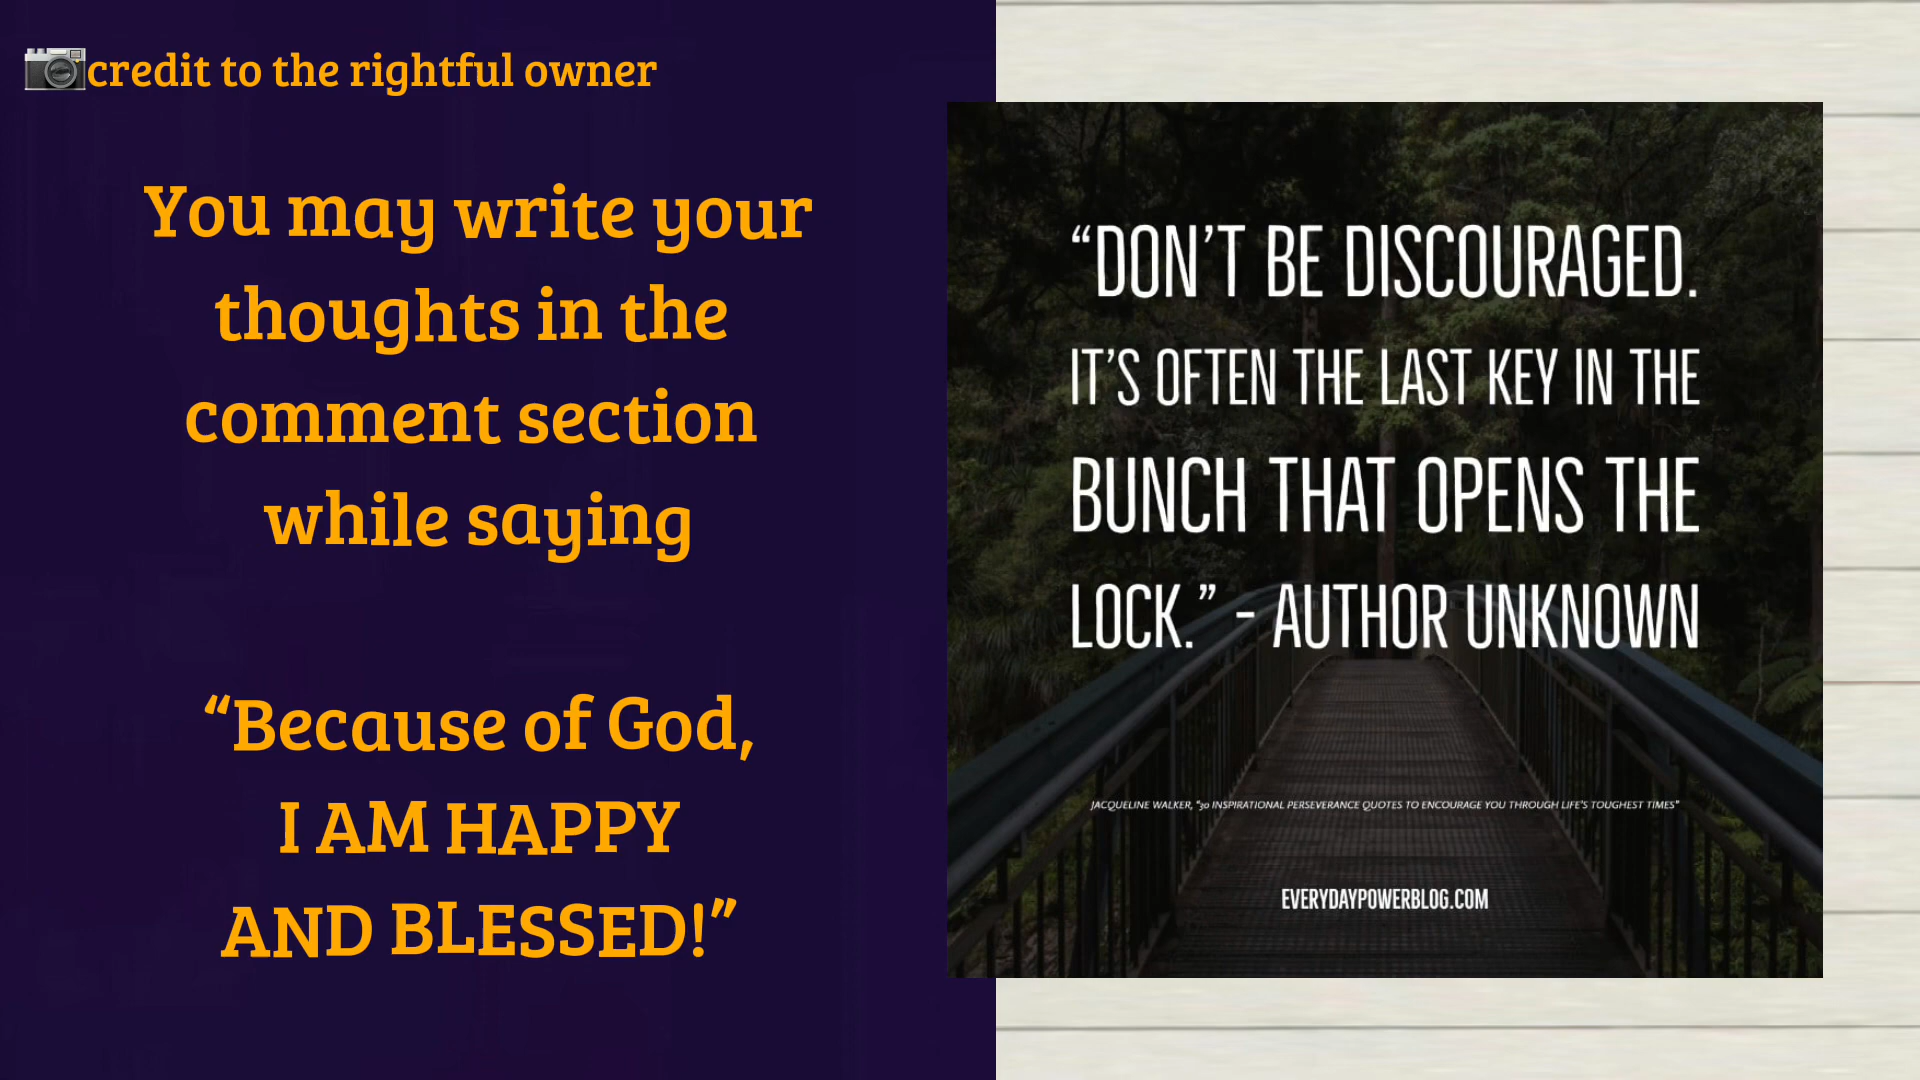 📷credit to the rightful owner
You may write your
thoughts in the
comment section
while saying
“Because of God,
I AM HAPPY
AND BLESSED!”
“DON’T BE DISCOURAGED.
IT’S OFTEN THE LAST KEY IN THE
BUNCH THAT OPENS THE
LOCK.” - AUTHOR UNKNOWN
JACQUELINE WALKER, “30 INSPIRATIONAL PERSEVERANCE QUOTES TO ENCOURAGE YOU THROUGH LIFE’S TOUGHEST TIMES”
EVERYDAYPOWERBLOG.COM